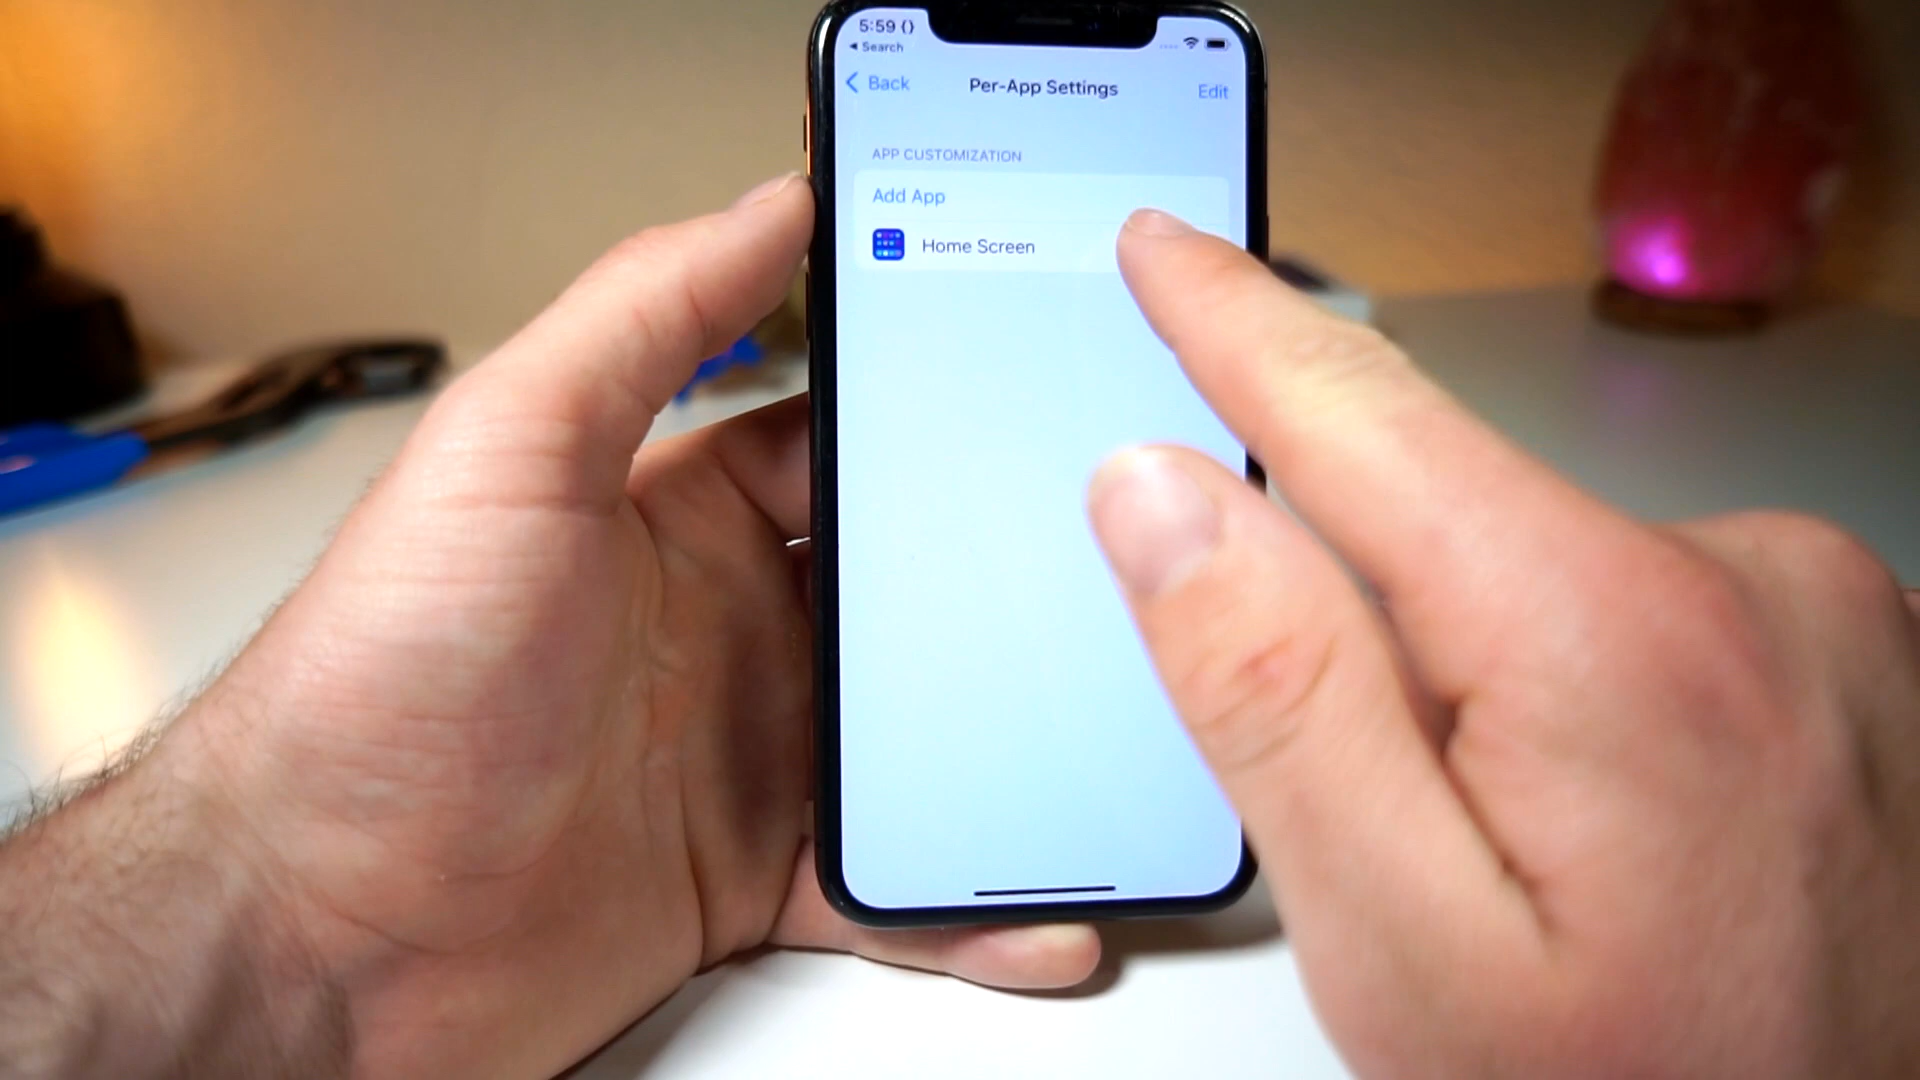 5:59 {}
◀ Search
Back
Per-App Settings
Edit
APP CUSTOMIZATION
Add App
Home Screen